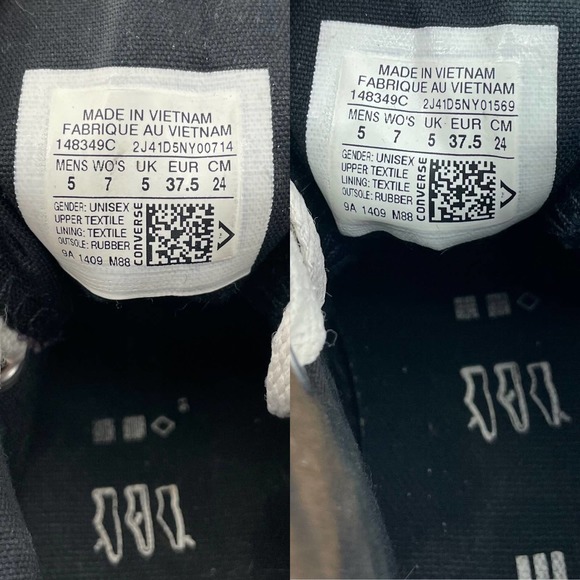 MADE IN VIETNAM
FABRIQUE AU VIETNAM
148349C 2J41D5NY00714
MENS WO'S UK EUR CM
5 7 5 37.5 24
GENDER: UNISEX
UPPER: TEXTILE
LINING: TEXTILE
OUTSOLE: RUBBER
9A 1409 M88
CONVERSE
MADE IN VIETNAM
FABRIQUE AU VIETNAM
148349C 2J41D5NY01569
MENS WO'S UK EUR CM
5 7 5 37.5 24
GENDER: UNISEX
UPPER: TEXTILE
LINING: TEXTILE
OUTSOLE: RUBBER
9A 1409 M88
CONVERSE